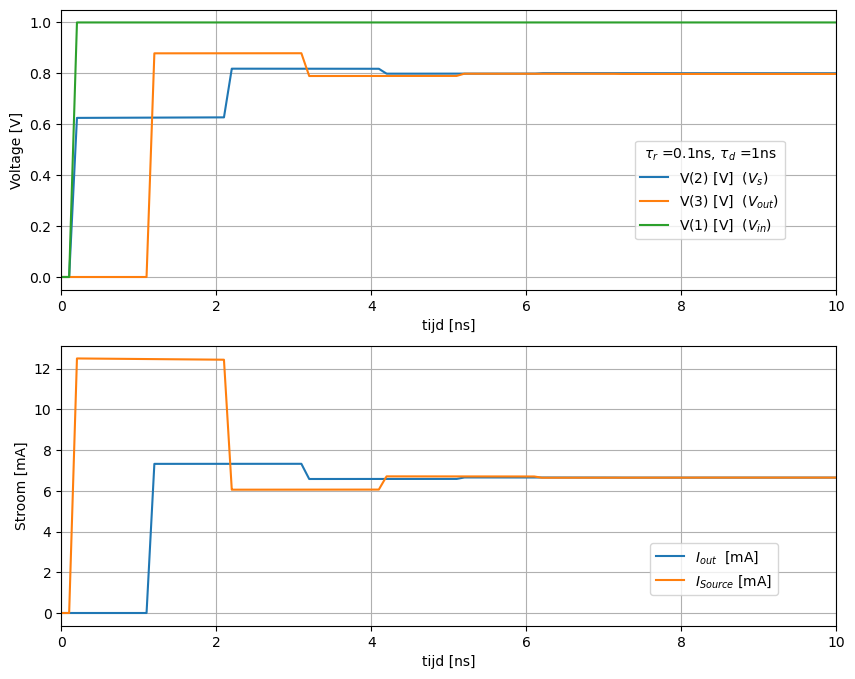 1.0
0.8
0.6
0.4
0.2
0.0
Voltage [V]
τr =0.1ns, τd =1ns
V(2) [V]  (Vs)
V(3) [V]  (Vout)
V(1) [V]  (Vin)
0 2 4 6 8 10
tijd [ns]
12
10
8
6
4
2
0
Stroom [mA]
Iout  [mA]
ISource [mA]
0 2 4 6 8 10
tijd [ns]